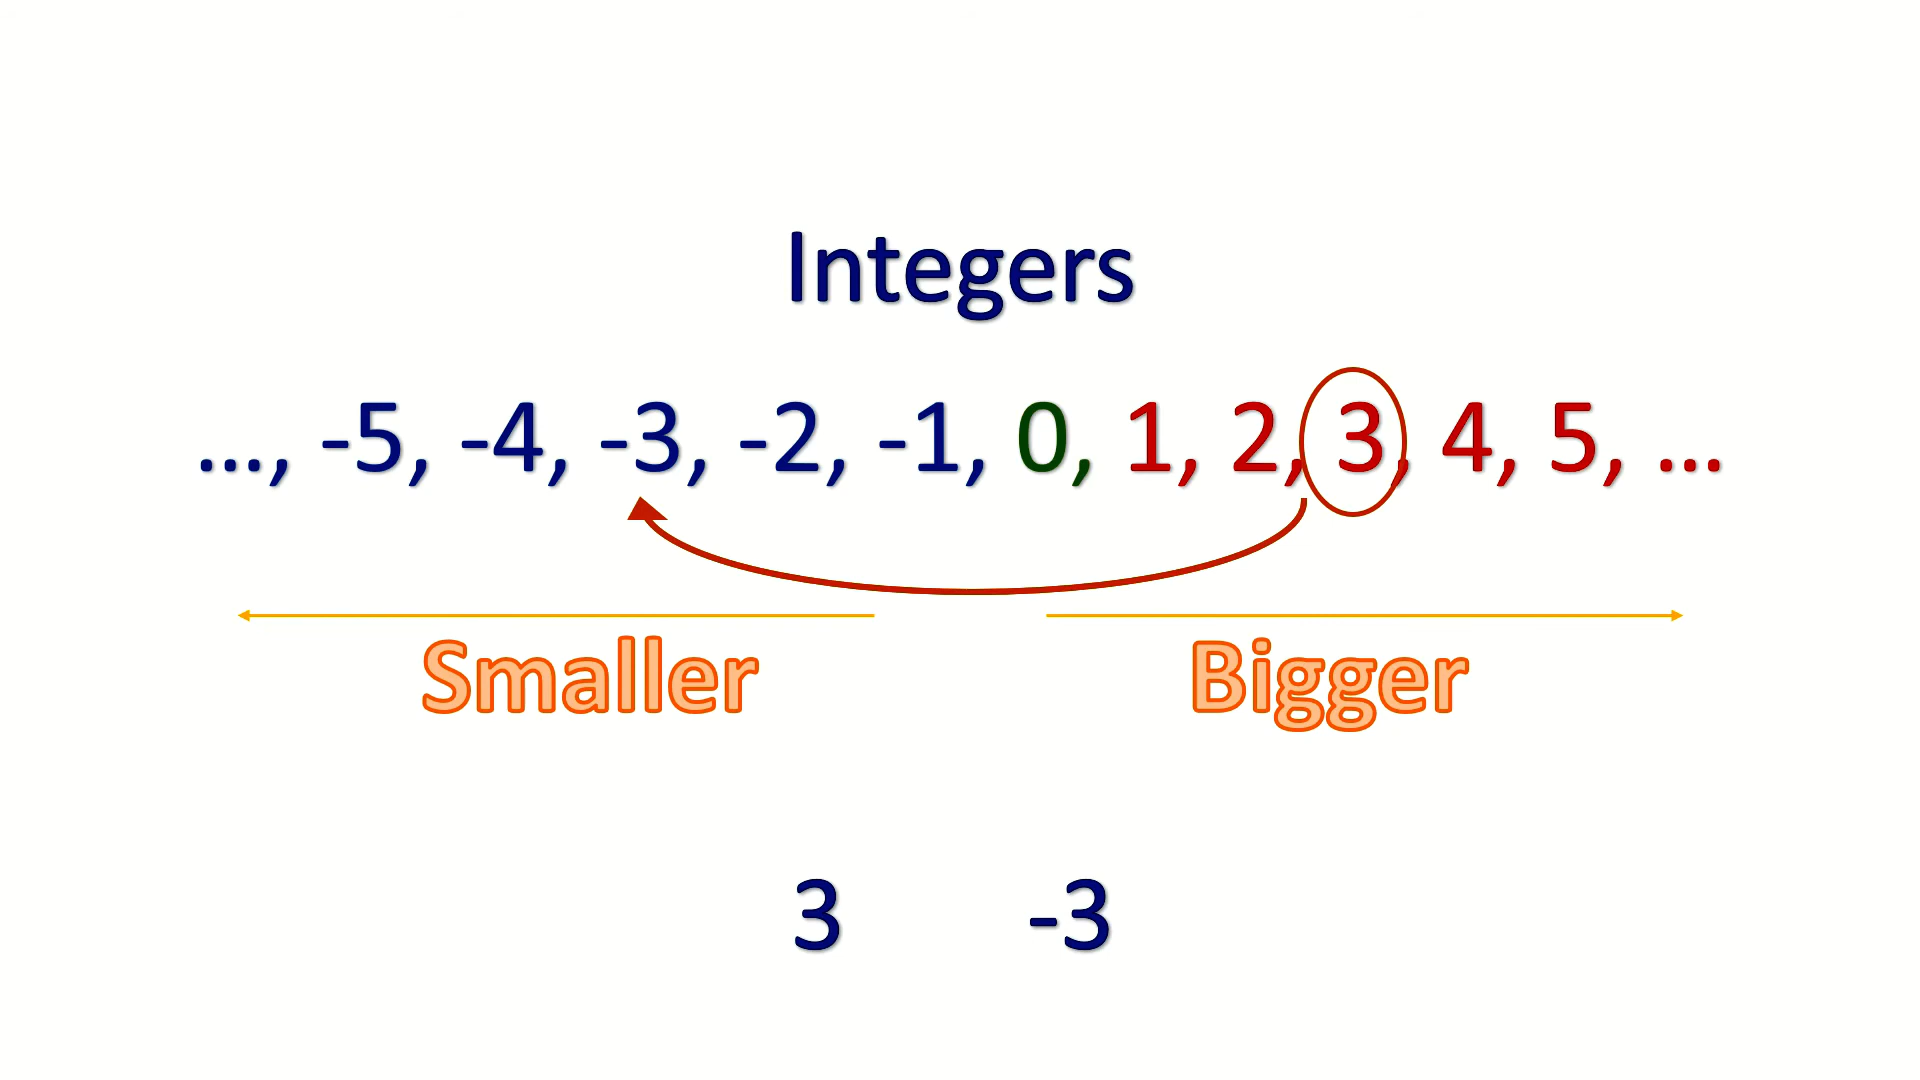 Integers
..., -5, -4, -3, -2, -1, 0, 1, 2, 3, 4, 5, ...
Smaller Bigger
3 -3